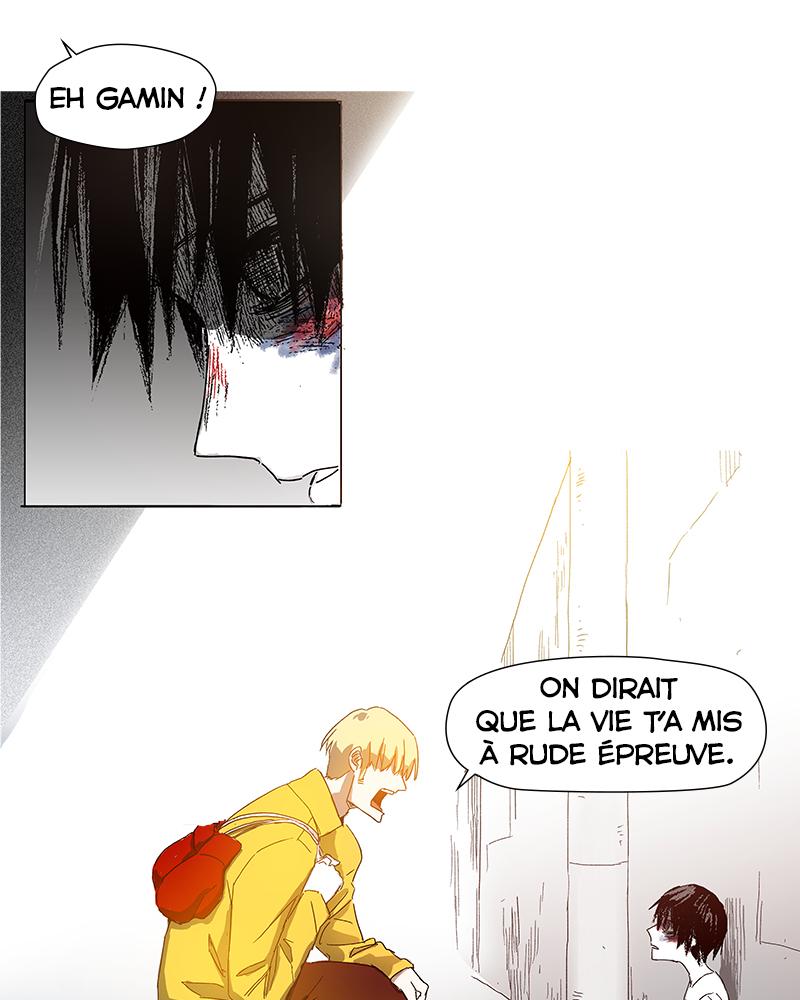 EH GAMIN !
ON DIRAIT
QUE LA VIE T'A MIS
À RUDE ÉPREUVE.